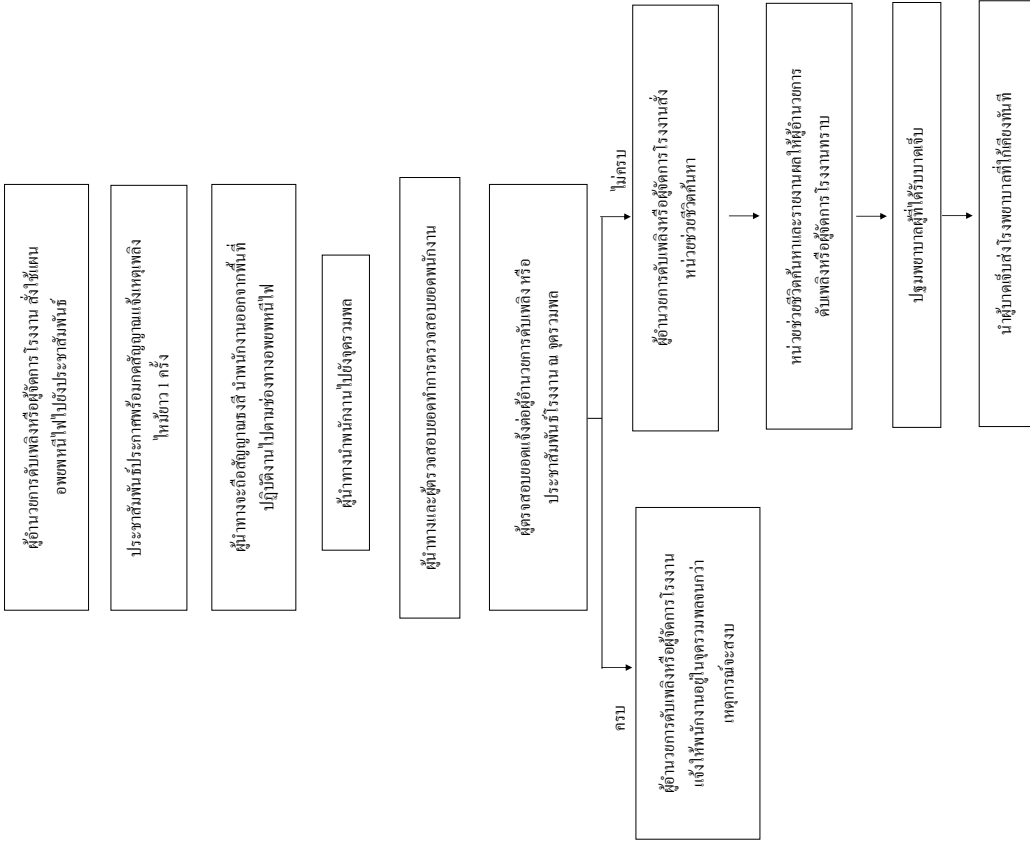 ผู้อำนวยการดับเพลิงหรือผู้จัดการโรงงาน สั่งใช้แผน
อพยพหนีไฟไปยังประชาสัมพันธ์
ประชาสัมพันธ์ประกาศพร้อมกดสัญญาณแจ้งเหตุเพลิง
ไหม้ยาว 1 ครั้ง
ผู้นำทางจะถือสัญญาณธงสี นำพนักงานออกจากพื้นที่
ปฏิบัติงานไปตามช่องทางอพยพหนีไฟ
ผู้นำทางนำพนักงานไปยังจุดรวมพล
ผู้นำทางและผู้ตรวจสอบยอดทำการตรวจสอบยอดพนักงาน
ผู้ตรวจสอบยอดแจ้งต่อผู้อำนวยการดับเพลิง หรือ
ประชาสัมพันธ์โรงงาน ณ จุดรวมพล
ครบ
ผู้อำนวยการดับเพลิงหรือผู้จัดการโรงงาน
แจ้งให้พนักงานอยู่ในจุดรวมพลจนกว่า
เหตุการณ์จะสงบ
ไม่ครบ
ผู้อำนวยการดับเพลิงหรือผู้จัดการโรงงานสั่ง
หน่วยช่วยชีวิตค้นหา
หน่วยช่วยชีวิตค้นหาและรายงานผลให้ผู้อำนวยการ
ดับเพลิงหรือผู้จัดการโรงงานทราบ
ปฐมพยาบาลผู้ที่ได้รับบาดเจ็บ
นำผู้บาดเจ็บส่งโรงพยาบาลที่ใกล้เคียงทันที